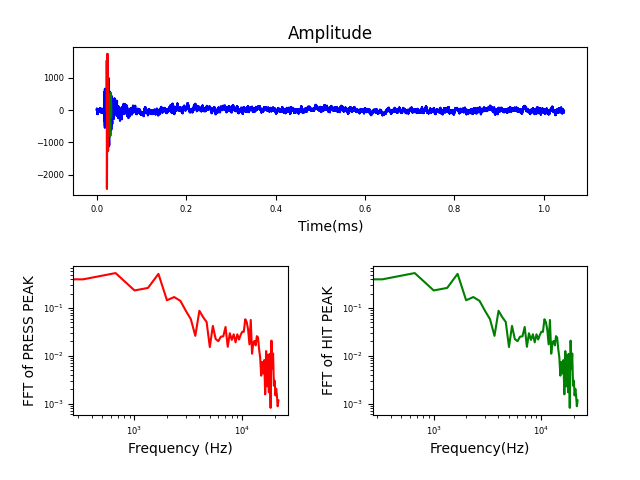 Amplitude
1000
0
−1000
−2000
0.0 0.2 0.4 0.6 0.8 1.0
Time(ms)
FFT of PRESS PEAK
10⁻¹
10⁻²
10⁻³
10³ 10⁴
Frequency (Hz)
FFT of HIT PEAK
10⁻¹
10⁻²
10⁻³
10³ 10⁴
Frequency(Hz)